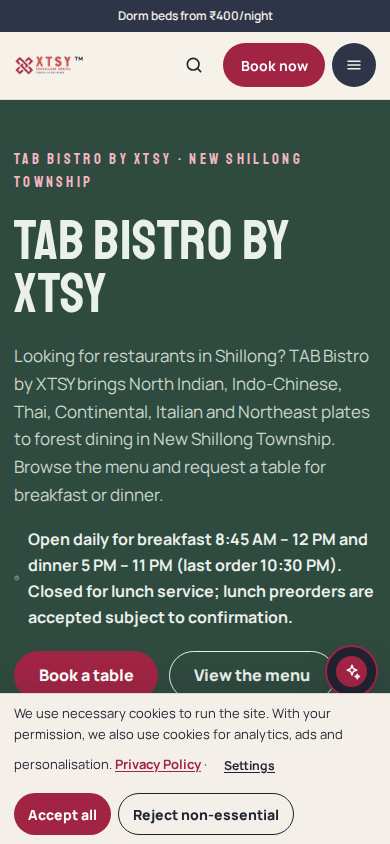 Dorm beds from ₹400/night
XTSY ™
Book now
TAB BISTRO BY XTSY · NEW SHILLONG
TOWNSHIP
TAB BISTRO BY
XTSY
Looking for restaurants in Shillong? TAB Bistro
by XTSY brings North Indian, Indo-Chinese,
Thai, Continental, Italian and Northeast plates
to forest dining in New Shillong Township.
Browse the menu and request a table for
breakfast or dinner.
Open daily for breakfast 8:45 AM – 12 PM and
dinner 5 PM – 11 PM (last order 10:30 PM).
Closed for lunch service; lunch preorders are
accepted subject to confirmation.
Book a table
View the menu
We use necessary cookies to run the site. With your
permission, we also use cookies for analytics, ads and
personalisation. Privacy Policy · Settings
Accept all
Reject non-essential